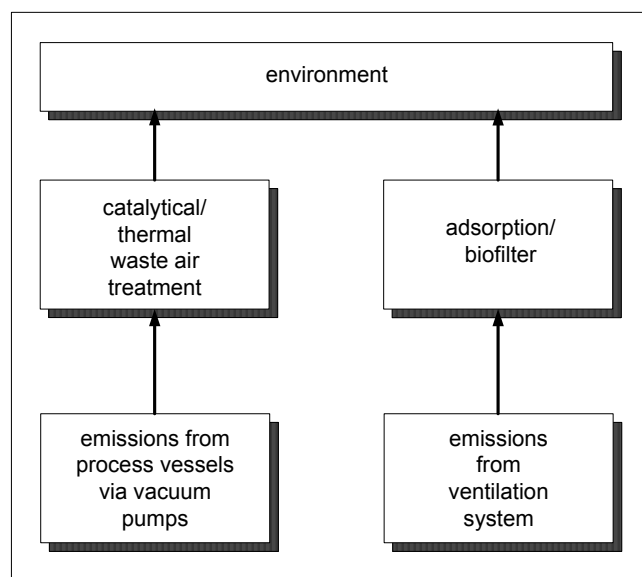 environment
catalytical/
thermal
waste air
treatment
adsorption/
biofilter
emissions from
process vessels
via vacuum
pumps
emissions
from
ventilation
system